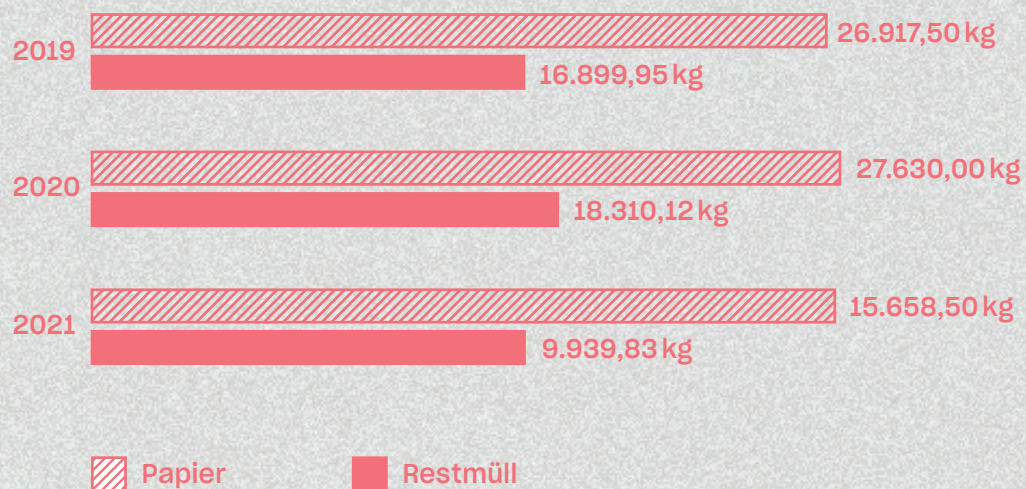 26.917,50 kg
2019
16.899,95 kg
27.630,00 kg
2020
18.310,12 kg
15.658,50 kg
2021
9.939,83 kg
Papier Restmüll